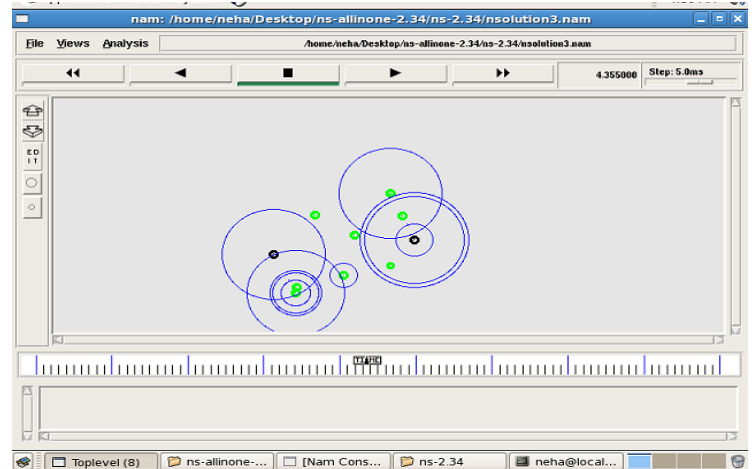 nam: /home/neha/Desktop/ns-allinone-2.34/ns-2.34/nsolution3.nam
File Views Analysis /home/neha/Desktop/ns-allinone-2.34/ns-2.34/nsolution3.nam
4.355000 Step: 5.0ms
E D
I T
TIME
Toplevel (8) ns-allinone-... [Nam Cons... ns-2.34 neha@local...